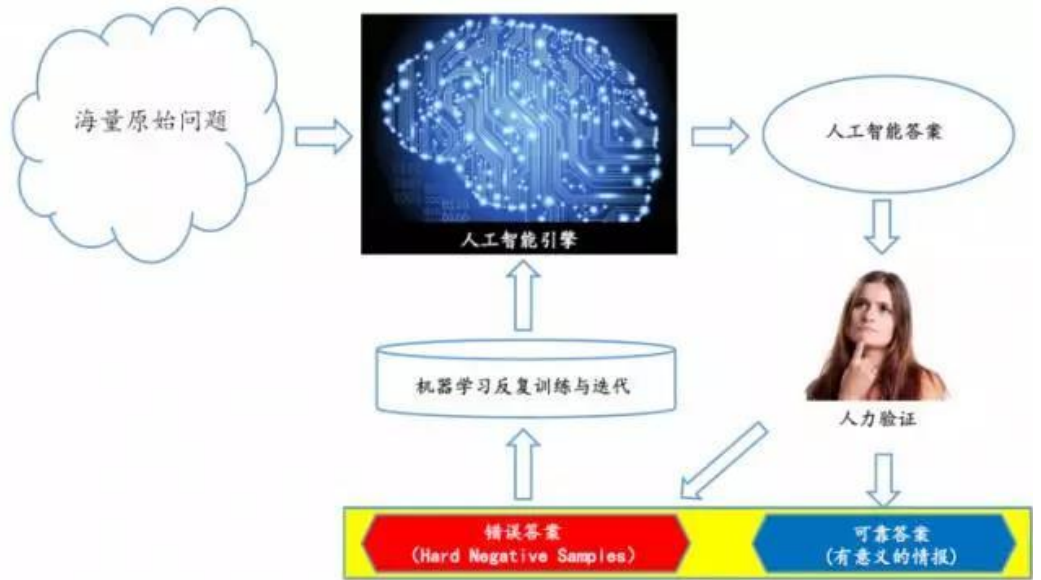 海量原始问题
人工智能引擎
人工智能答案
机器学习反复训练与迭代
人力验证
错误答案
(Hard Negative Samples)
可靠答案
(有意义的情报)